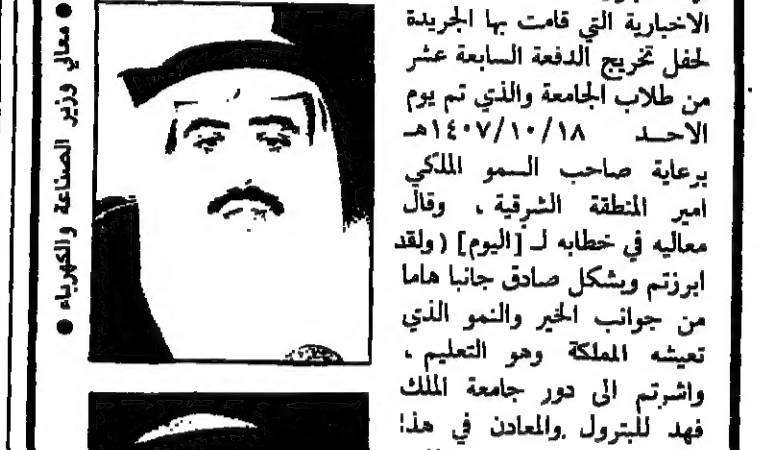 الاخبارية التي قامت بها الجريدة
لحفل تخريج الدفعة السابعة عشر
من طلاب الجامعة والذي تم يوم
الاحـــد ١٤٠٧/١٠/١٨هـ
برعاية صاحب السمو الملكي
امير المنطقة الشرقية ، وقال
معاليه في خطابه لـ [اليوم] ( ولقد
ابرزتم وبشكل صادق جانبا هاما
من جوانب الخير والنمو الذي
تعيشه المملكة وهو التعليم ،
واشرتم الى دور جامعة الملك
فهد للبترول والمعادن في هذا
● معالي وزير الصناعة والكهرباء ●